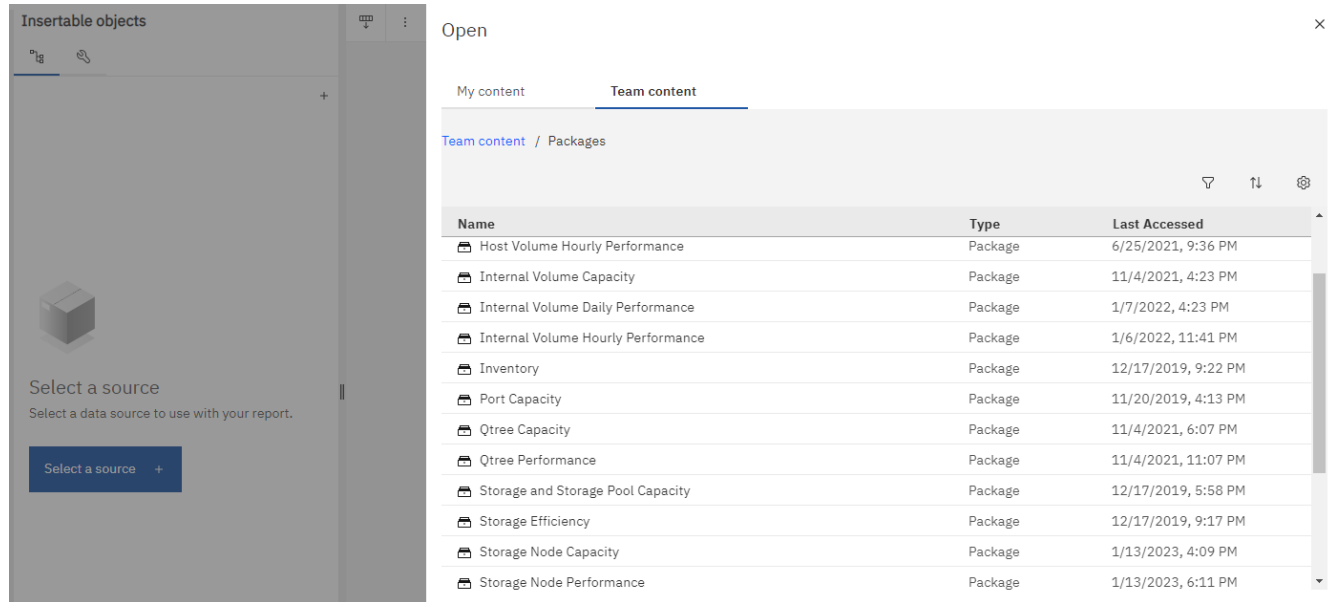 Insertable objects
Select a source
Select a data source to use with your report.
Select a source +
Open
My content Team content
Team content / Packages
Name Type Last Accessed
Host Volume Hourly Performance Package 6/25/2021, 9:36 PM
Internal Volume Capacity Package 11/4/2021, 4:23 PM
Internal Volume Daily Performance Package 1/7/2022, 4:23 PM
Internal Volume Hourly Performance Package 1/6/2022, 11:41 PM
Inventory Package 12/17/2019, 9:22 PM
Port Capacity Package 11/20/2019, 4:13 PM
Qtree Capacity Package 11/4/2021, 6:07 PM
Qtree Performance Package 11/4/2021, 11:07 PM
Storage and Storage Pool Capacity Package 12/17/2019, 5:58 PM
Storage Efficiency Package 12/17/2019, 9:17 PM
Storage Node Capacity Package 1/13/2023, 4:09 PM
Storage Node Performance Package 1/13/2023, 6:11 PM